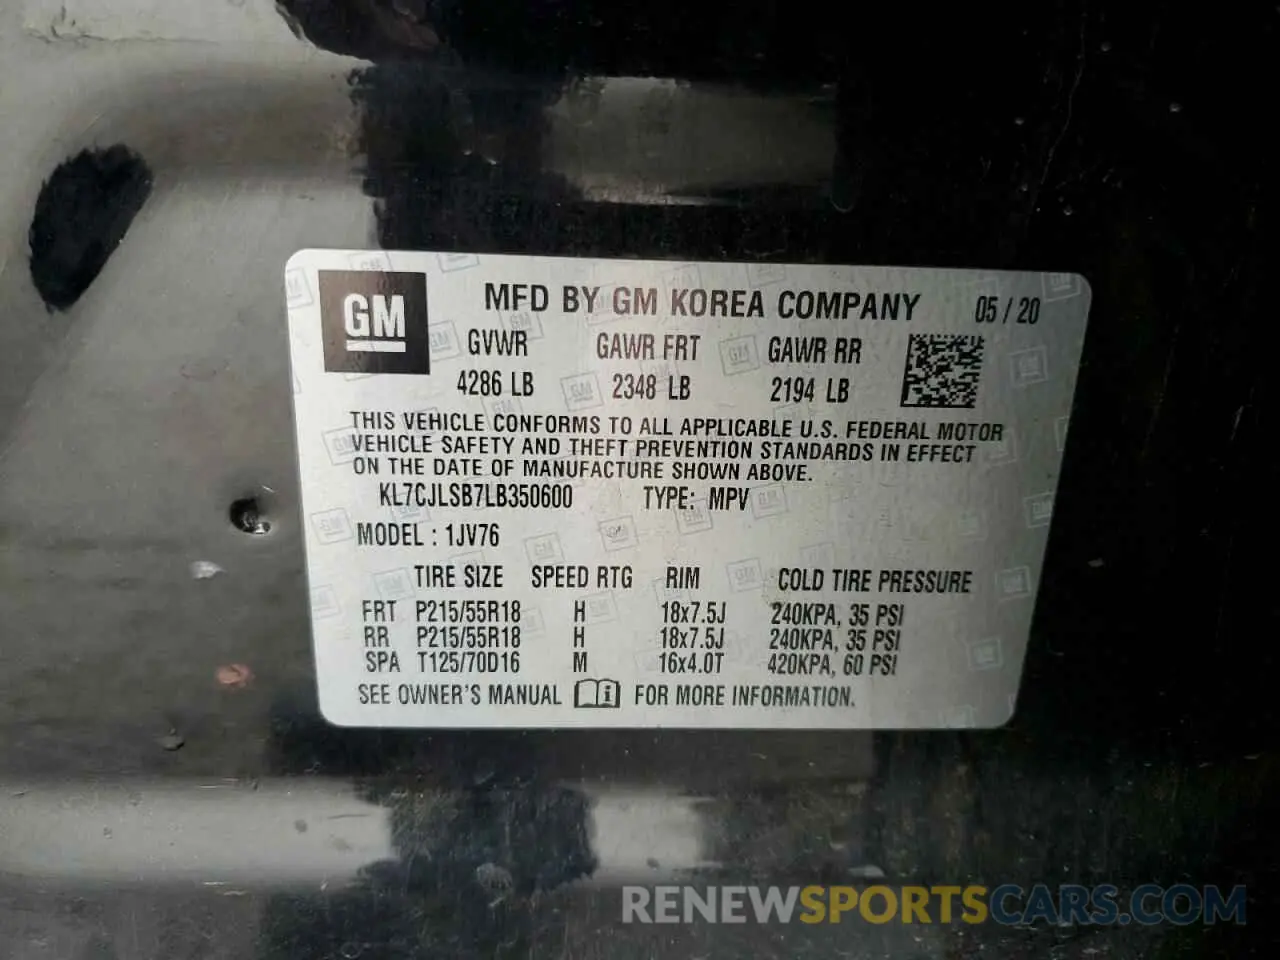 GM
MFD BY GM KOREA COMPANY 05 / 20
GVWR GAWR FRT GAWR RR
4286 LB 2348 LB 2194 LB
THIS VEHICLE CONFORMS TO ALL APPLICABLE U.S. FEDERAL MOTOR
VEHICLE SAFETY AND THEFT PREVENTION STANDARDS IN EFFECT
ON THE DATE OF MANUFACTURE SHOWN ABOVE.
KL7CJLSB7LB350600 TYPE: MPV
MODEL : 1JV76
TIRE SIZE SPEED RTG RIM COLD TIRE PRESSURE
FRT P215/55R18 H 18x7.5J 240KPA, 35 PSI
RR P215/55R18 H 18x7.5J 240KPA, 35 PSI
SPA T125/70D16 M 16x4.0T 420KPA, 60 PSI
SEE OWNER'S MANUAL i FOR MORE INFORMATION.
RENEWSPORTSCARS.COM